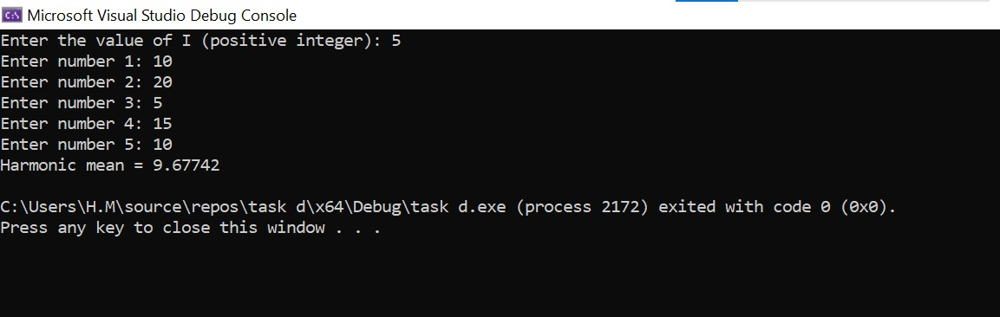 Microsoft Visual Studio Debug Console
Enter the value of I (positive integer): 5
Enter number 1: 10
Enter number 2: 20
Enter number 3: 5
Enter number 4: 15
Enter number 5: 10
Harmonic mean = 9.67742
C:\Users\H.M\source\repos\task d\x64\Debug\task d.exe (process 2172) exited with code 0 (0x0).
Press any key to close this window . . .